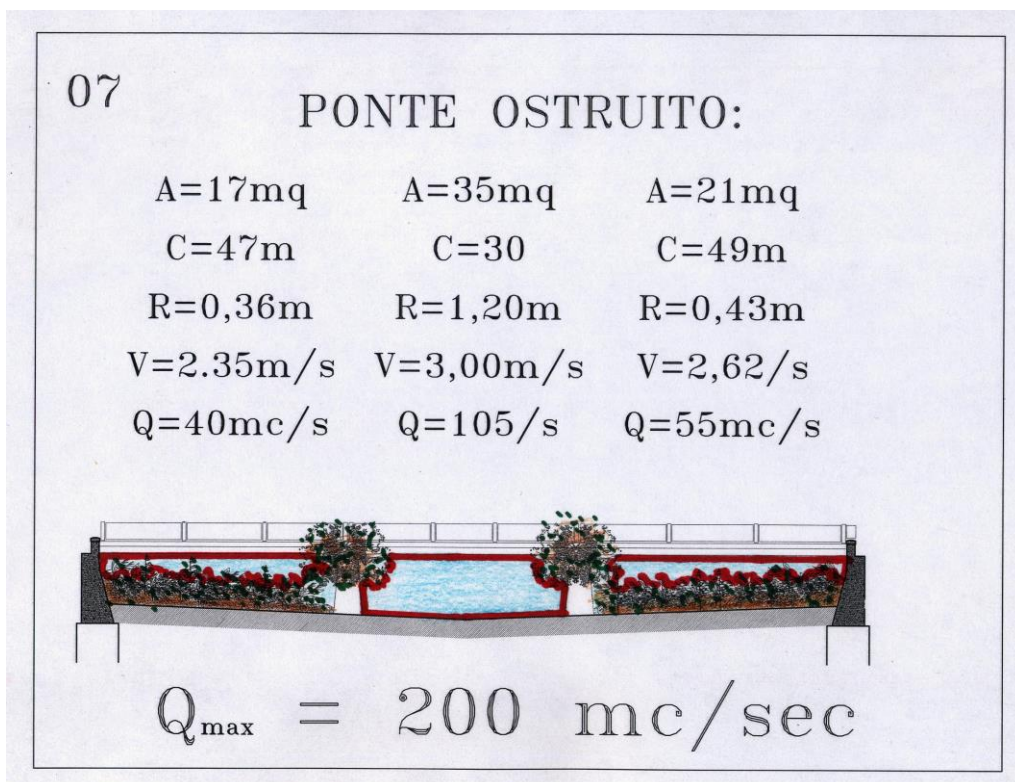 07
PONTE OSTRUITO:
A=17mq A=35mq A=21mq
C=47m C=30 C=49m
R=0,36m R=1,20m R=0,43m
V=2.35m/s V=3,00m/s V=2,62/s
Q=40mc/s Q=105/s Q=55mc/s
Qmax = 200 mc/sec